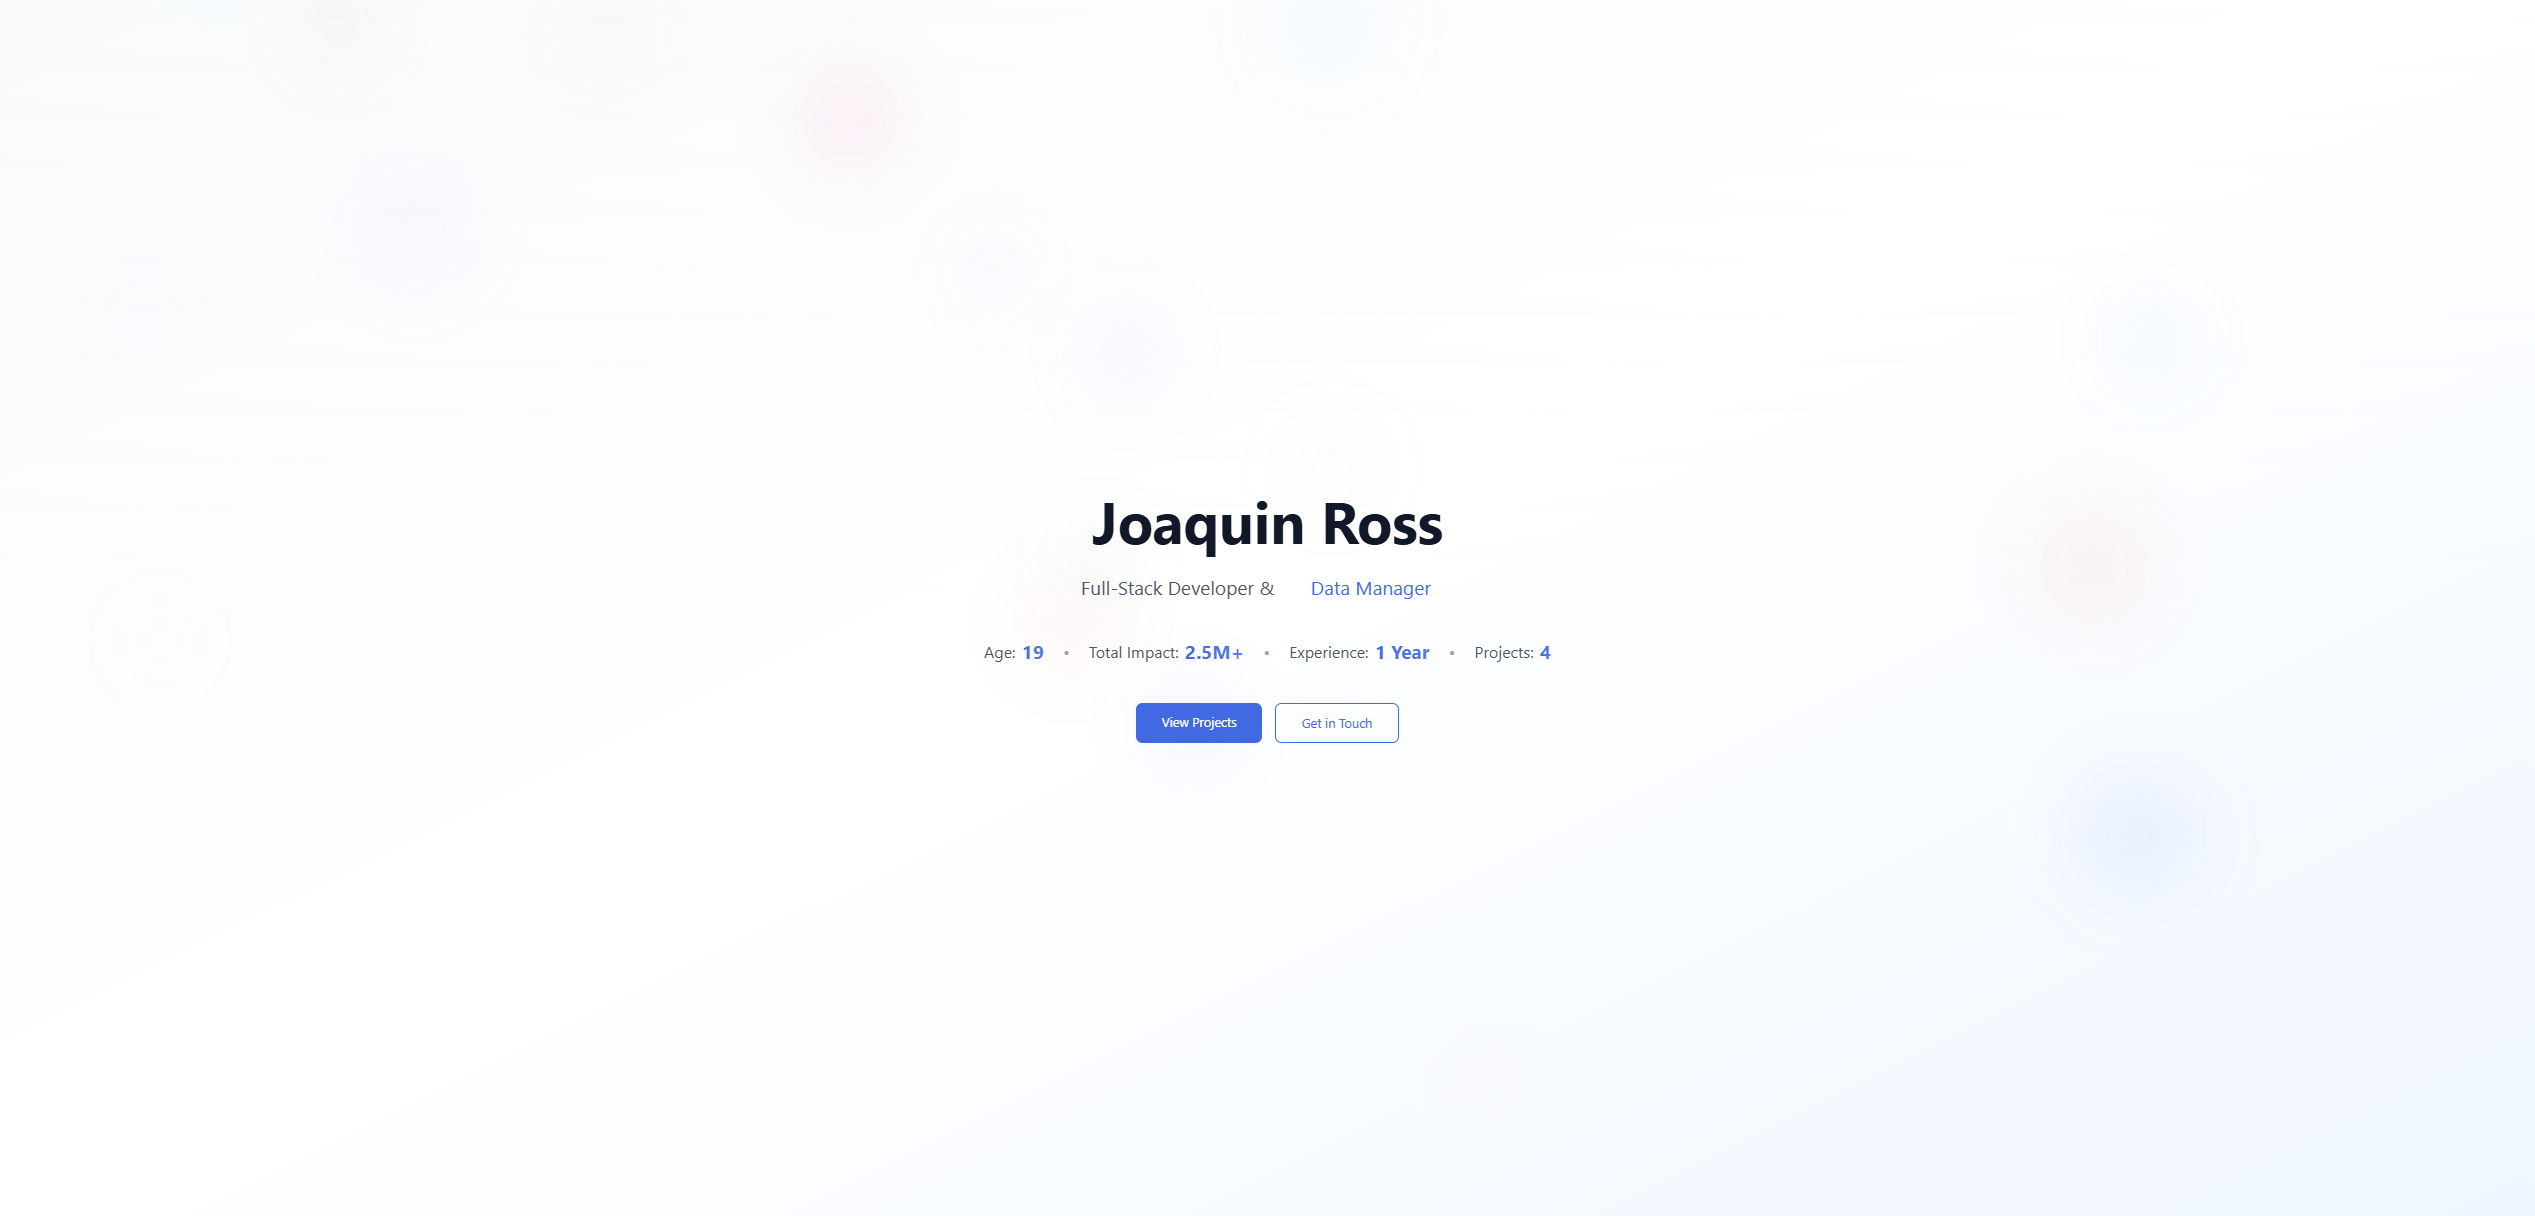 Joaquin Ross
Full-Stack Developer & Data Manager
Age: 19 • Total Impact: 2.5M+ • Experience: 1 Year • Projects: 4
View Projects Get in Touch